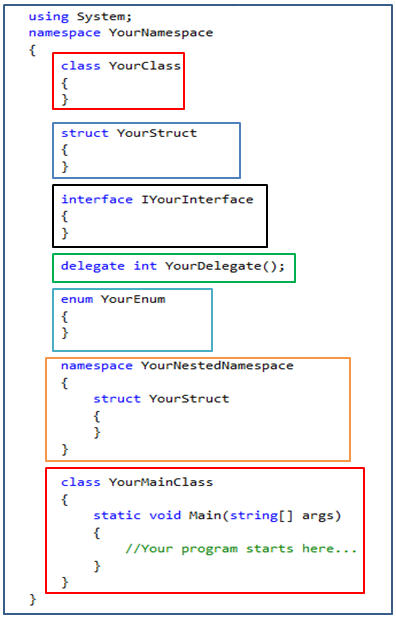 using System;
namespace YourNamespace
{
    class YourClass
    {
    }
    struct YourStruct
    {
    }
    interface IYourInterface
    {
    }
    delegate int YourDelegate();
    enum YourEnum
    {
    }
    namespace YourNestedNamespace
    {
        struct YourStruct
        {
        }
    }
    class YourMainClass
    {
        static void Main(string[] args)
        {
            //Your program starts here...
        }
    }
}